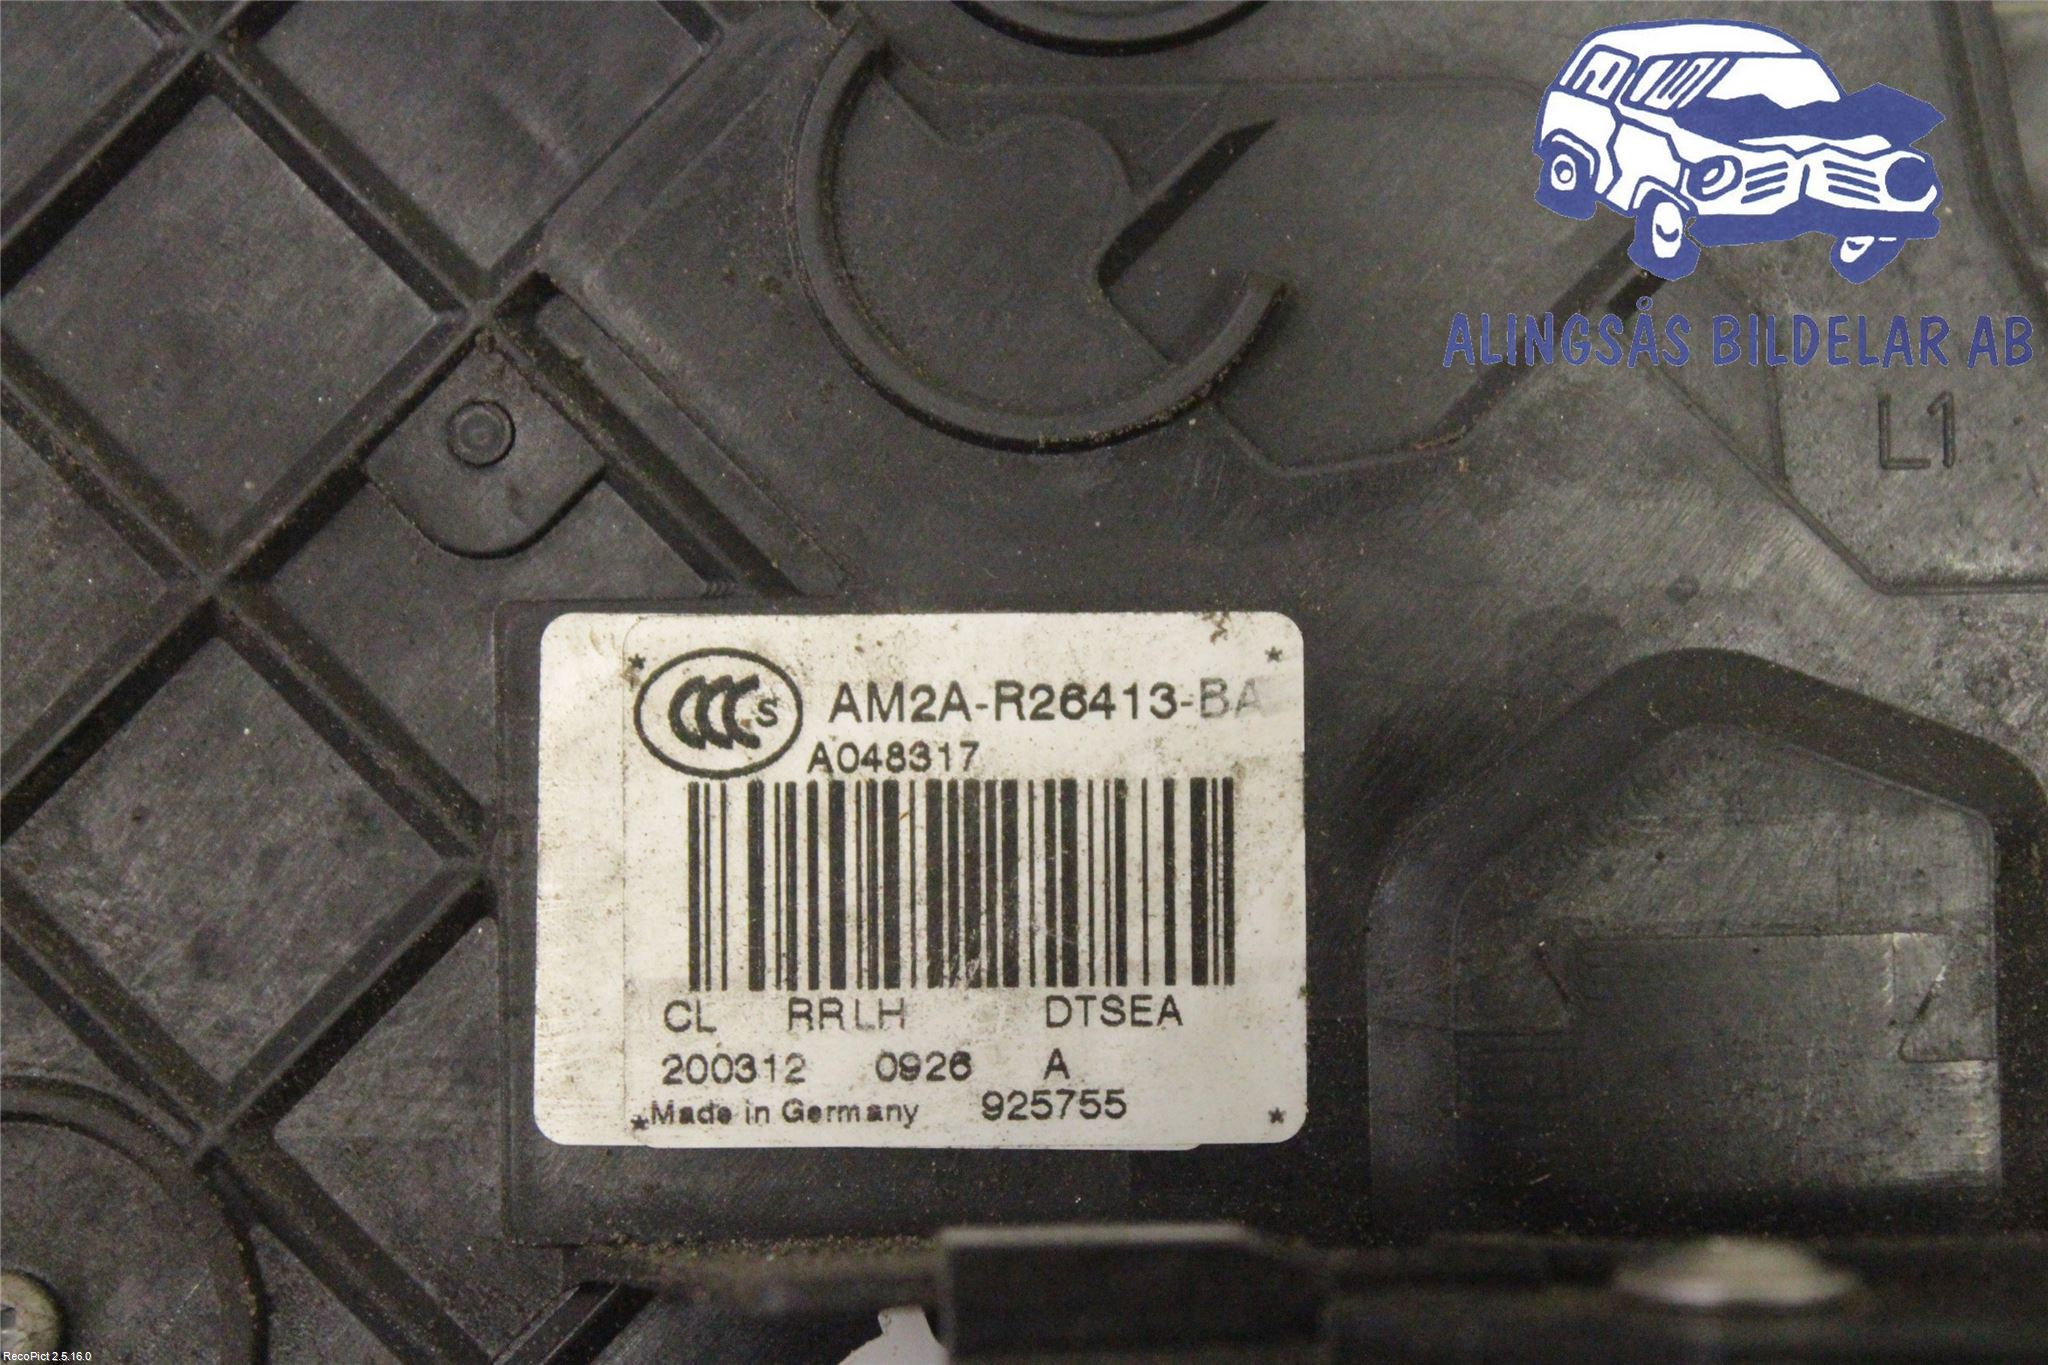 ALINGSÅS BILDELAR AB
L1
CCC S AM2A-R26413-BA
A048317
CL RRLH DTSEA
200312 0926 A
Made in Germany 925755
RecoPict 2.5.16.0